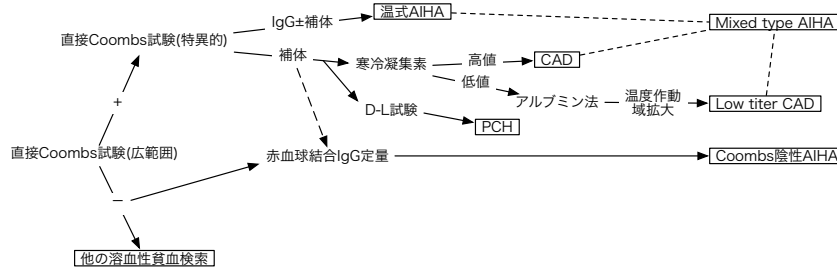 IgG±補体
温式AIHA
Mixed type AIHA
直接Coombs試験(特異的)
補体
寒冷凝集素
高値
CAD
低値
アルブミン法
温度作動
域拡大
Low titer CAD
D-L試験
PCH
+
直接Coombs試験(広範囲)
赤血球結合IgG定量
Coombs陰性AIHA
−
他の溶血性貧血検索